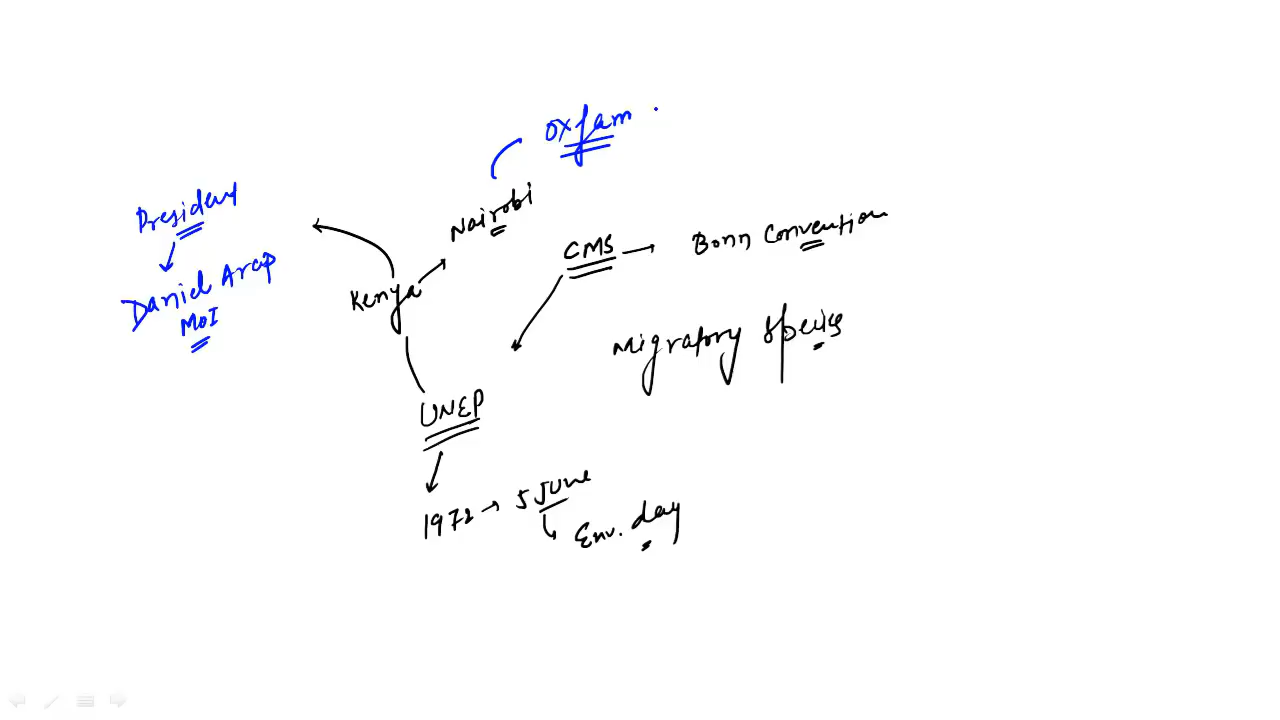 Oxfam
President
Nairobi
Daniel Arap
MOI
Kenya
CMS → Bonn Convention
Migratory Species
UNEP
1972 → 5 June
Env. day